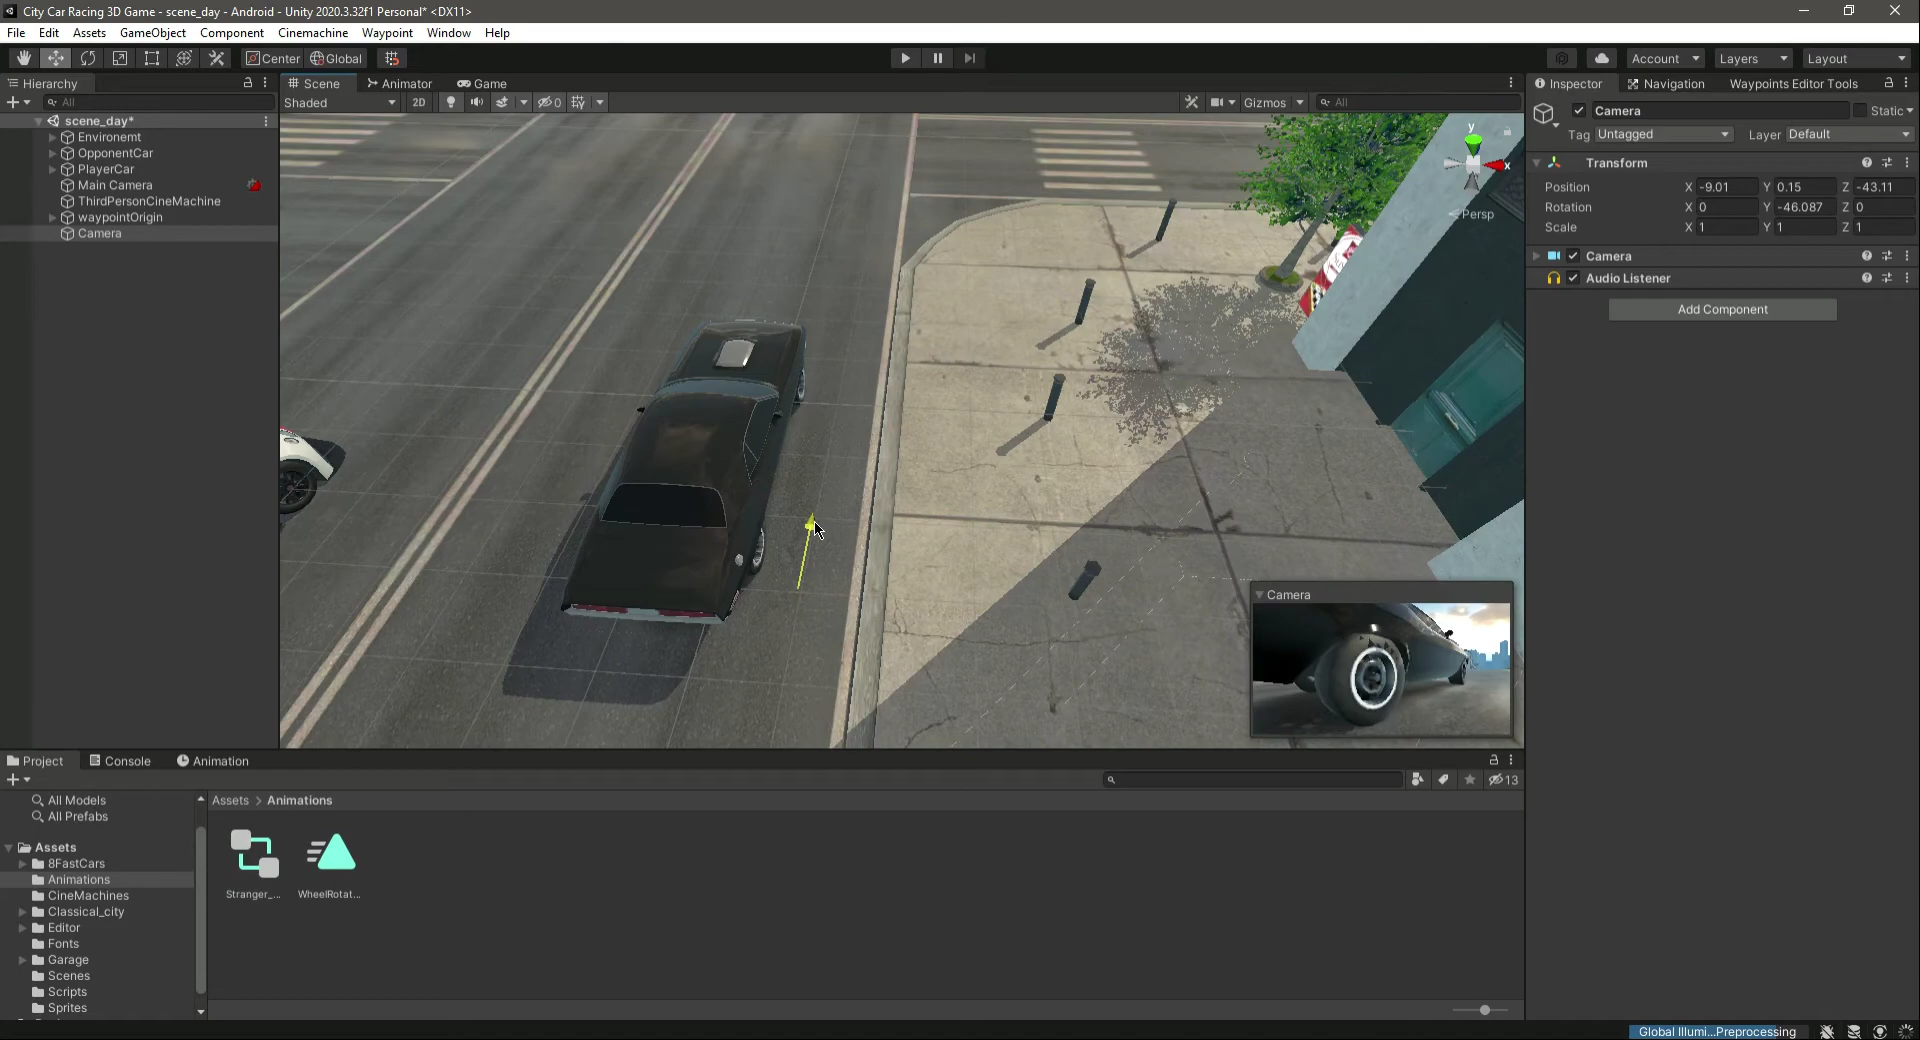 City Car Racing 3D Game - scene_day - Android - Unity 2020.3.32f1 Personal* <DX11>
File Edit Assets GameObject Component Cinemachine Waypoint Window Help
Center Global Account Layers Layout
Hierarchy Scene Animator Game Inspector Navigation Waypoints Editor Tools
All Shaded 2D 0 Gizmos All
scene_day*
Environemt
OpponentCar
PlayerCar
Main Camera
ThirdPersonCineMachine
waypointOrigin
Camera
y
x
Persp
Camera
Camera Static
Tag Untagged Layer Default
Transform
Position X -9.01 Y 0.15 Z -43.11
Rotation X 0 Y -46.087 Z 0
Scale X 1 Y 1 Z 1
Camera
Audio Listener
Add Component
Project Console Animation
13
All Models
All Prefabs
Assets
8FastCars
Animations
CineMachines
Classical_city
Editor
Fonts
Garage
Scenes
Scripts
Sprites
Assets > Animations
Stranger_... WheelRotat...
Global Illumi...Preprocessing